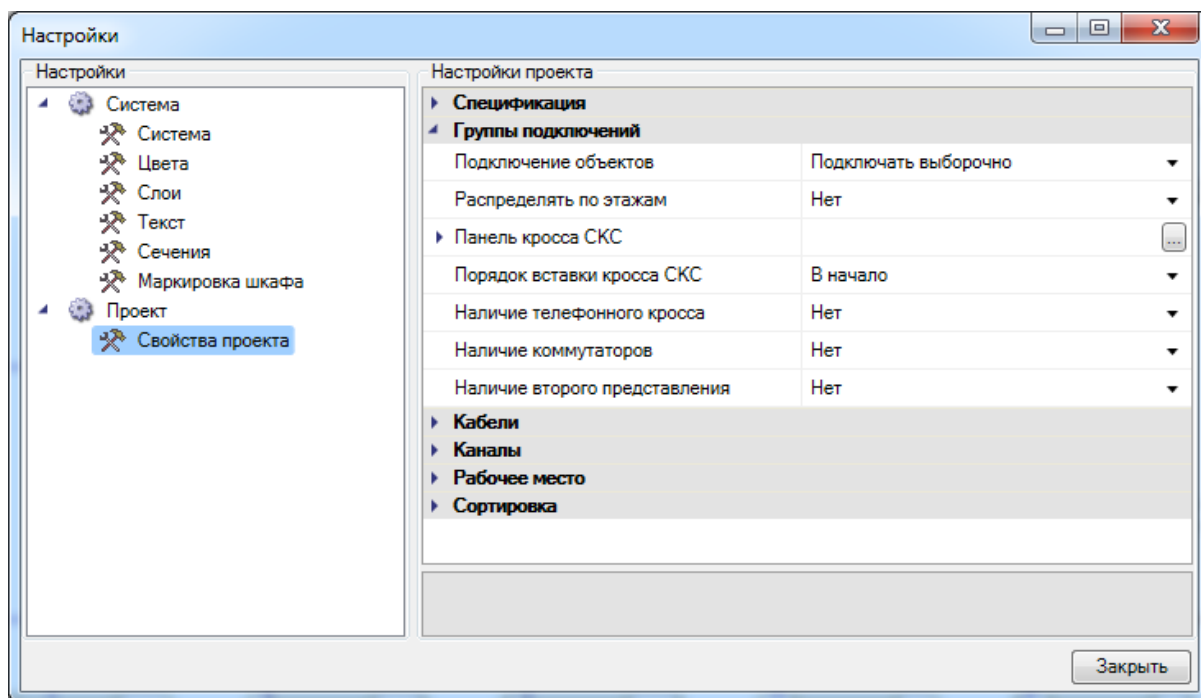 Настройки
Настройки
Система
Система
Цвета
Слои
Текст
Сечения
Маркировка шкафа
Проект
Свойства проекта
Настройки проекта
Спецификация
Группы подключений
Подключение объектов Подключать выборочно
Распределять по этажам Нет
Панель кросса СКС ...
Порядок вставки кросса СКС В начало
Наличие телефонного кросса Нет
Наличие коммутаторов Нет
Наличие второго представления Нет
Кабели
Каналы
Рабочее место
Сортировка
Закрыть